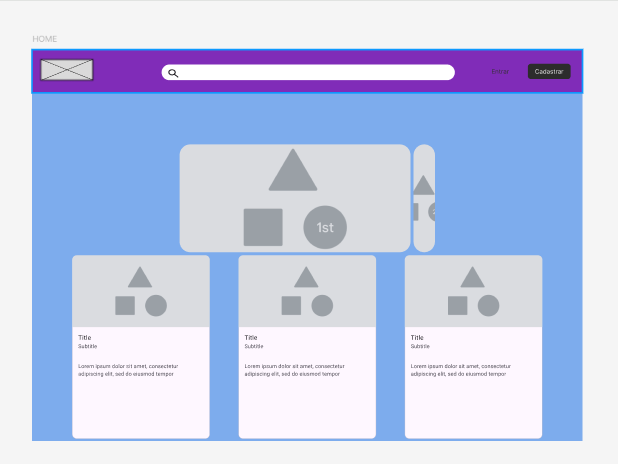 HOME
Entrar
Cadastrar
1st
Title
Subtitle
Lorem ipsum dolor sit amet, consectetur
adipiscing elit, sed do eiusmod tempor
Title
Subtitle
Lorem ipsum dolor sit amet, consectetur
adipiscing elit, sed do eiusmod tempor
Title
Subtitle
Lorem ipsum dolor sit amet, consectetur
adipiscing elit, sed do eiusmod tempor